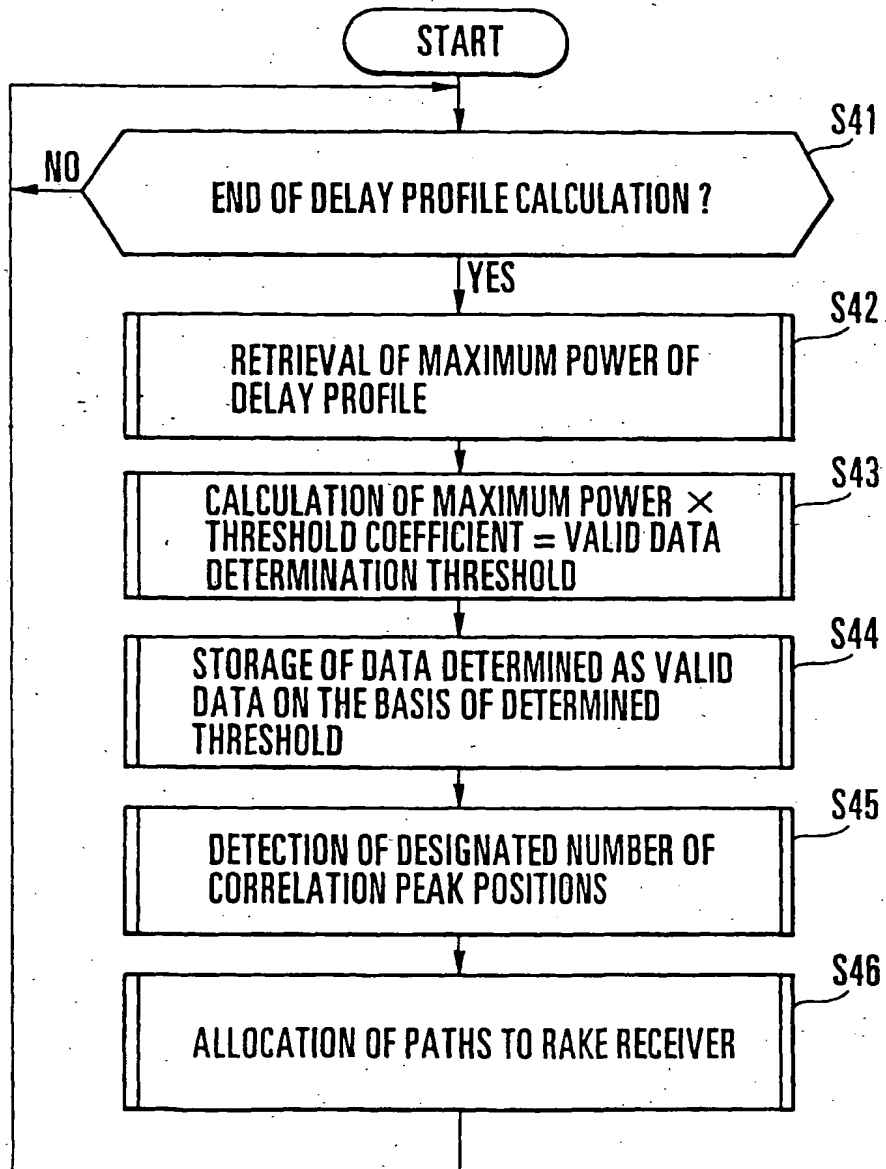 START
S41
NO
END OF DELAY PROFILE CALCULATION ?
YES
S42
RETRIEVAL OF MAXIMUM POWER OF
DELAY PROFILE
S43
CALCULATION OF MAXIMUM POWER ×
THRESHOLD COEFFICIENT = VALID DATA
DETERMINATION THRESHOLD
S44
STORAGE OF DATA DETERMINED AS VALID
DATA ON THE BASIS OF DETERMINED
THRESHOLD
S45
DETECTION OF DESIGNATED NUMBER OF
CORRELATION PEAK POSITIONS
S46
ALLOCATION OF PATHS TO RAKE RECEIVER